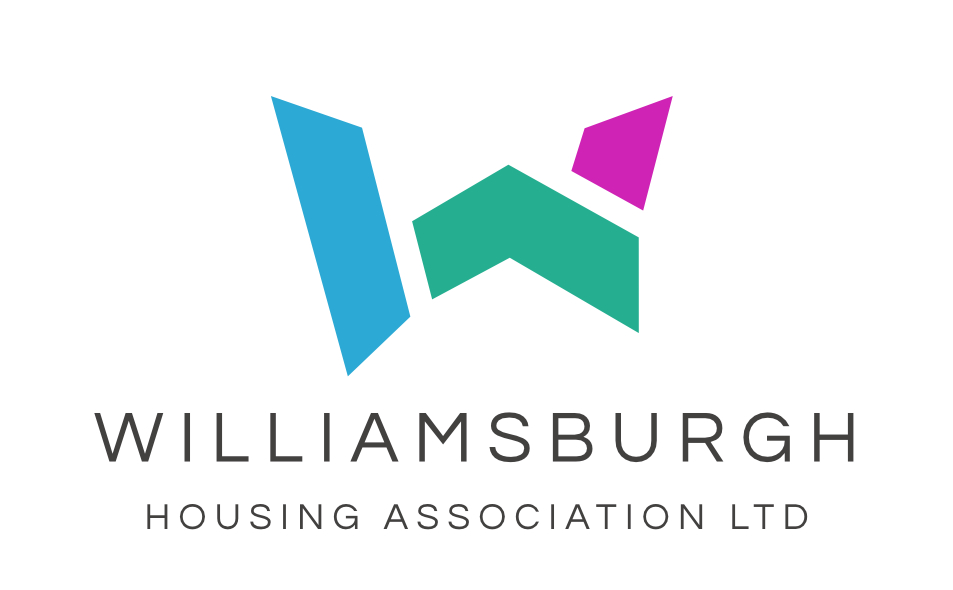 WILLIAMSBURGH
HOUSING ASSOCIATION LTD